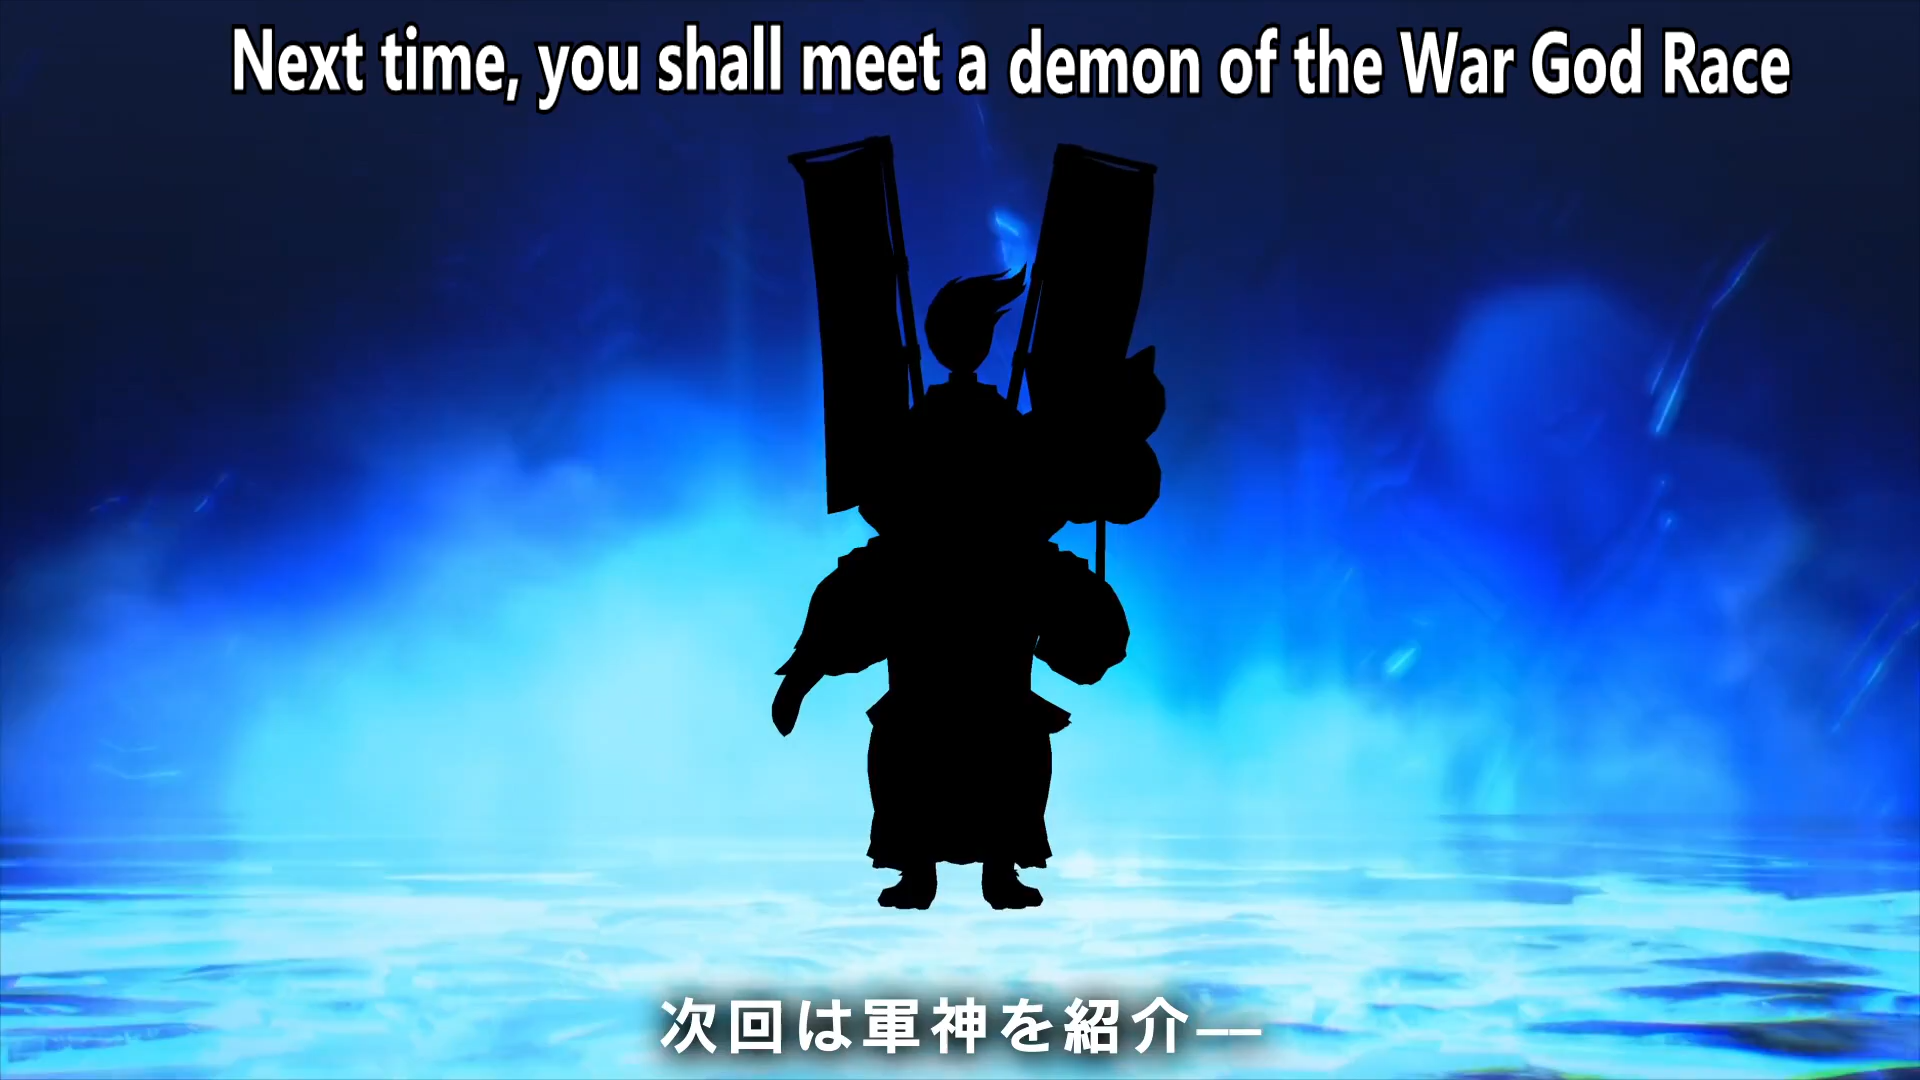 Next time, you shall meet a demon of the War God Race
次回は軍神を紹介――